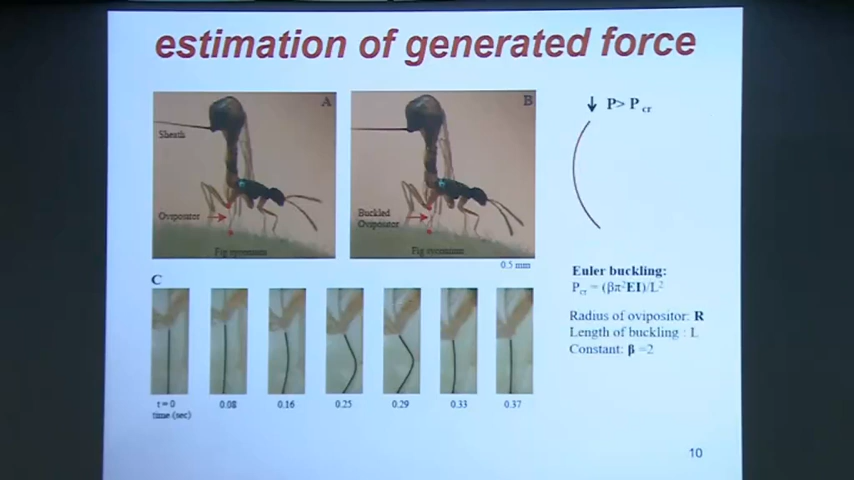 estimation of generated force
A
Sheath
Ovipositor
Fig syconium
B
Buckled
Ovipositor
Fig syconium
0.5 mm
P> Pcr
Euler buckling:
Pcr = (βπ²EI)/L²
Radius of ovipositor: R
Length of buckling : L
Constant: β =2
C
t = 0
time (sec)
0.08
0.16
0.25
0.29
0.33
0.37
10